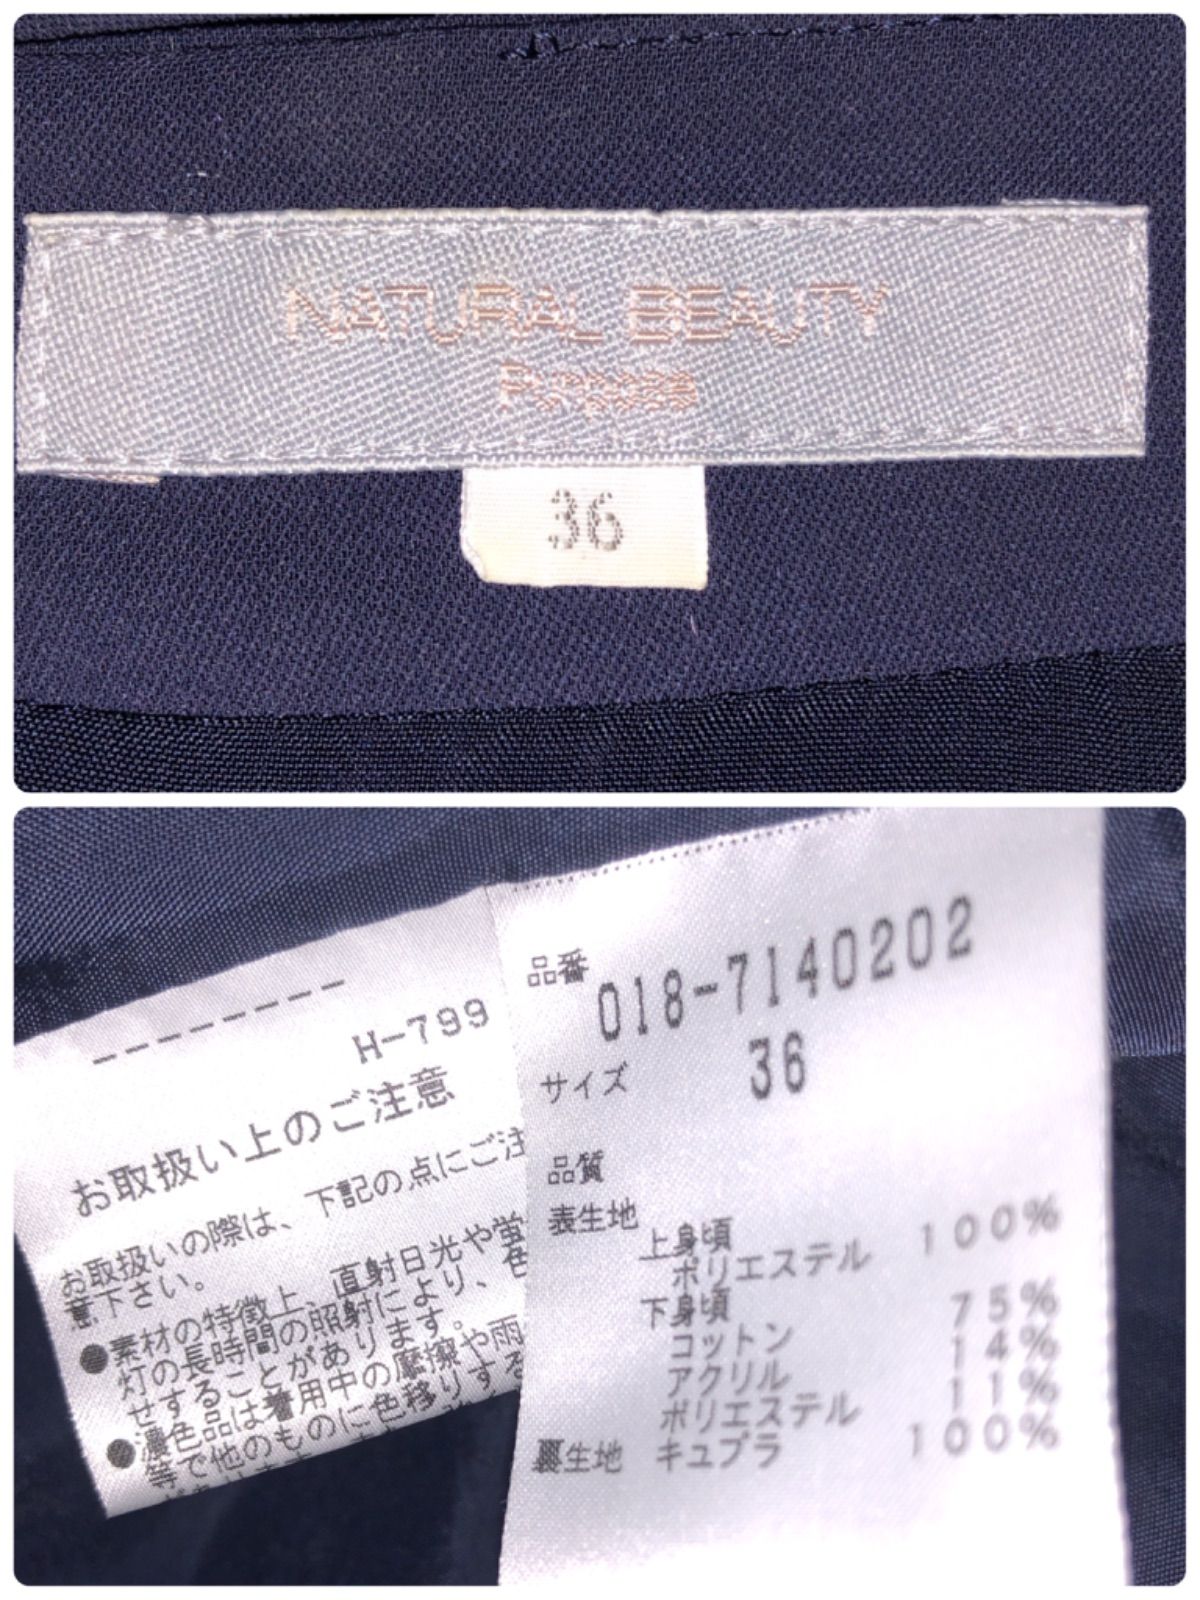 NATURAL BEAUTY
Purpose
36
H-799
お取扱い上のご注意
お取扱いの際は、下記の点にご注
意下さい。
●素材の特徴上、直射日光や蛍
灯の長時間の照射により、色
せすることがあります。
●濃色品は着用中の摩擦や雨
等で他のものに色移りする
品番
018-7140202
サイズ 36
品質
表生地
上身頃
ポリエステル 100%
下身頃
コットン 75%
アクリル 14%
ポリエステル 11%
裏生地 キュプラ 100%